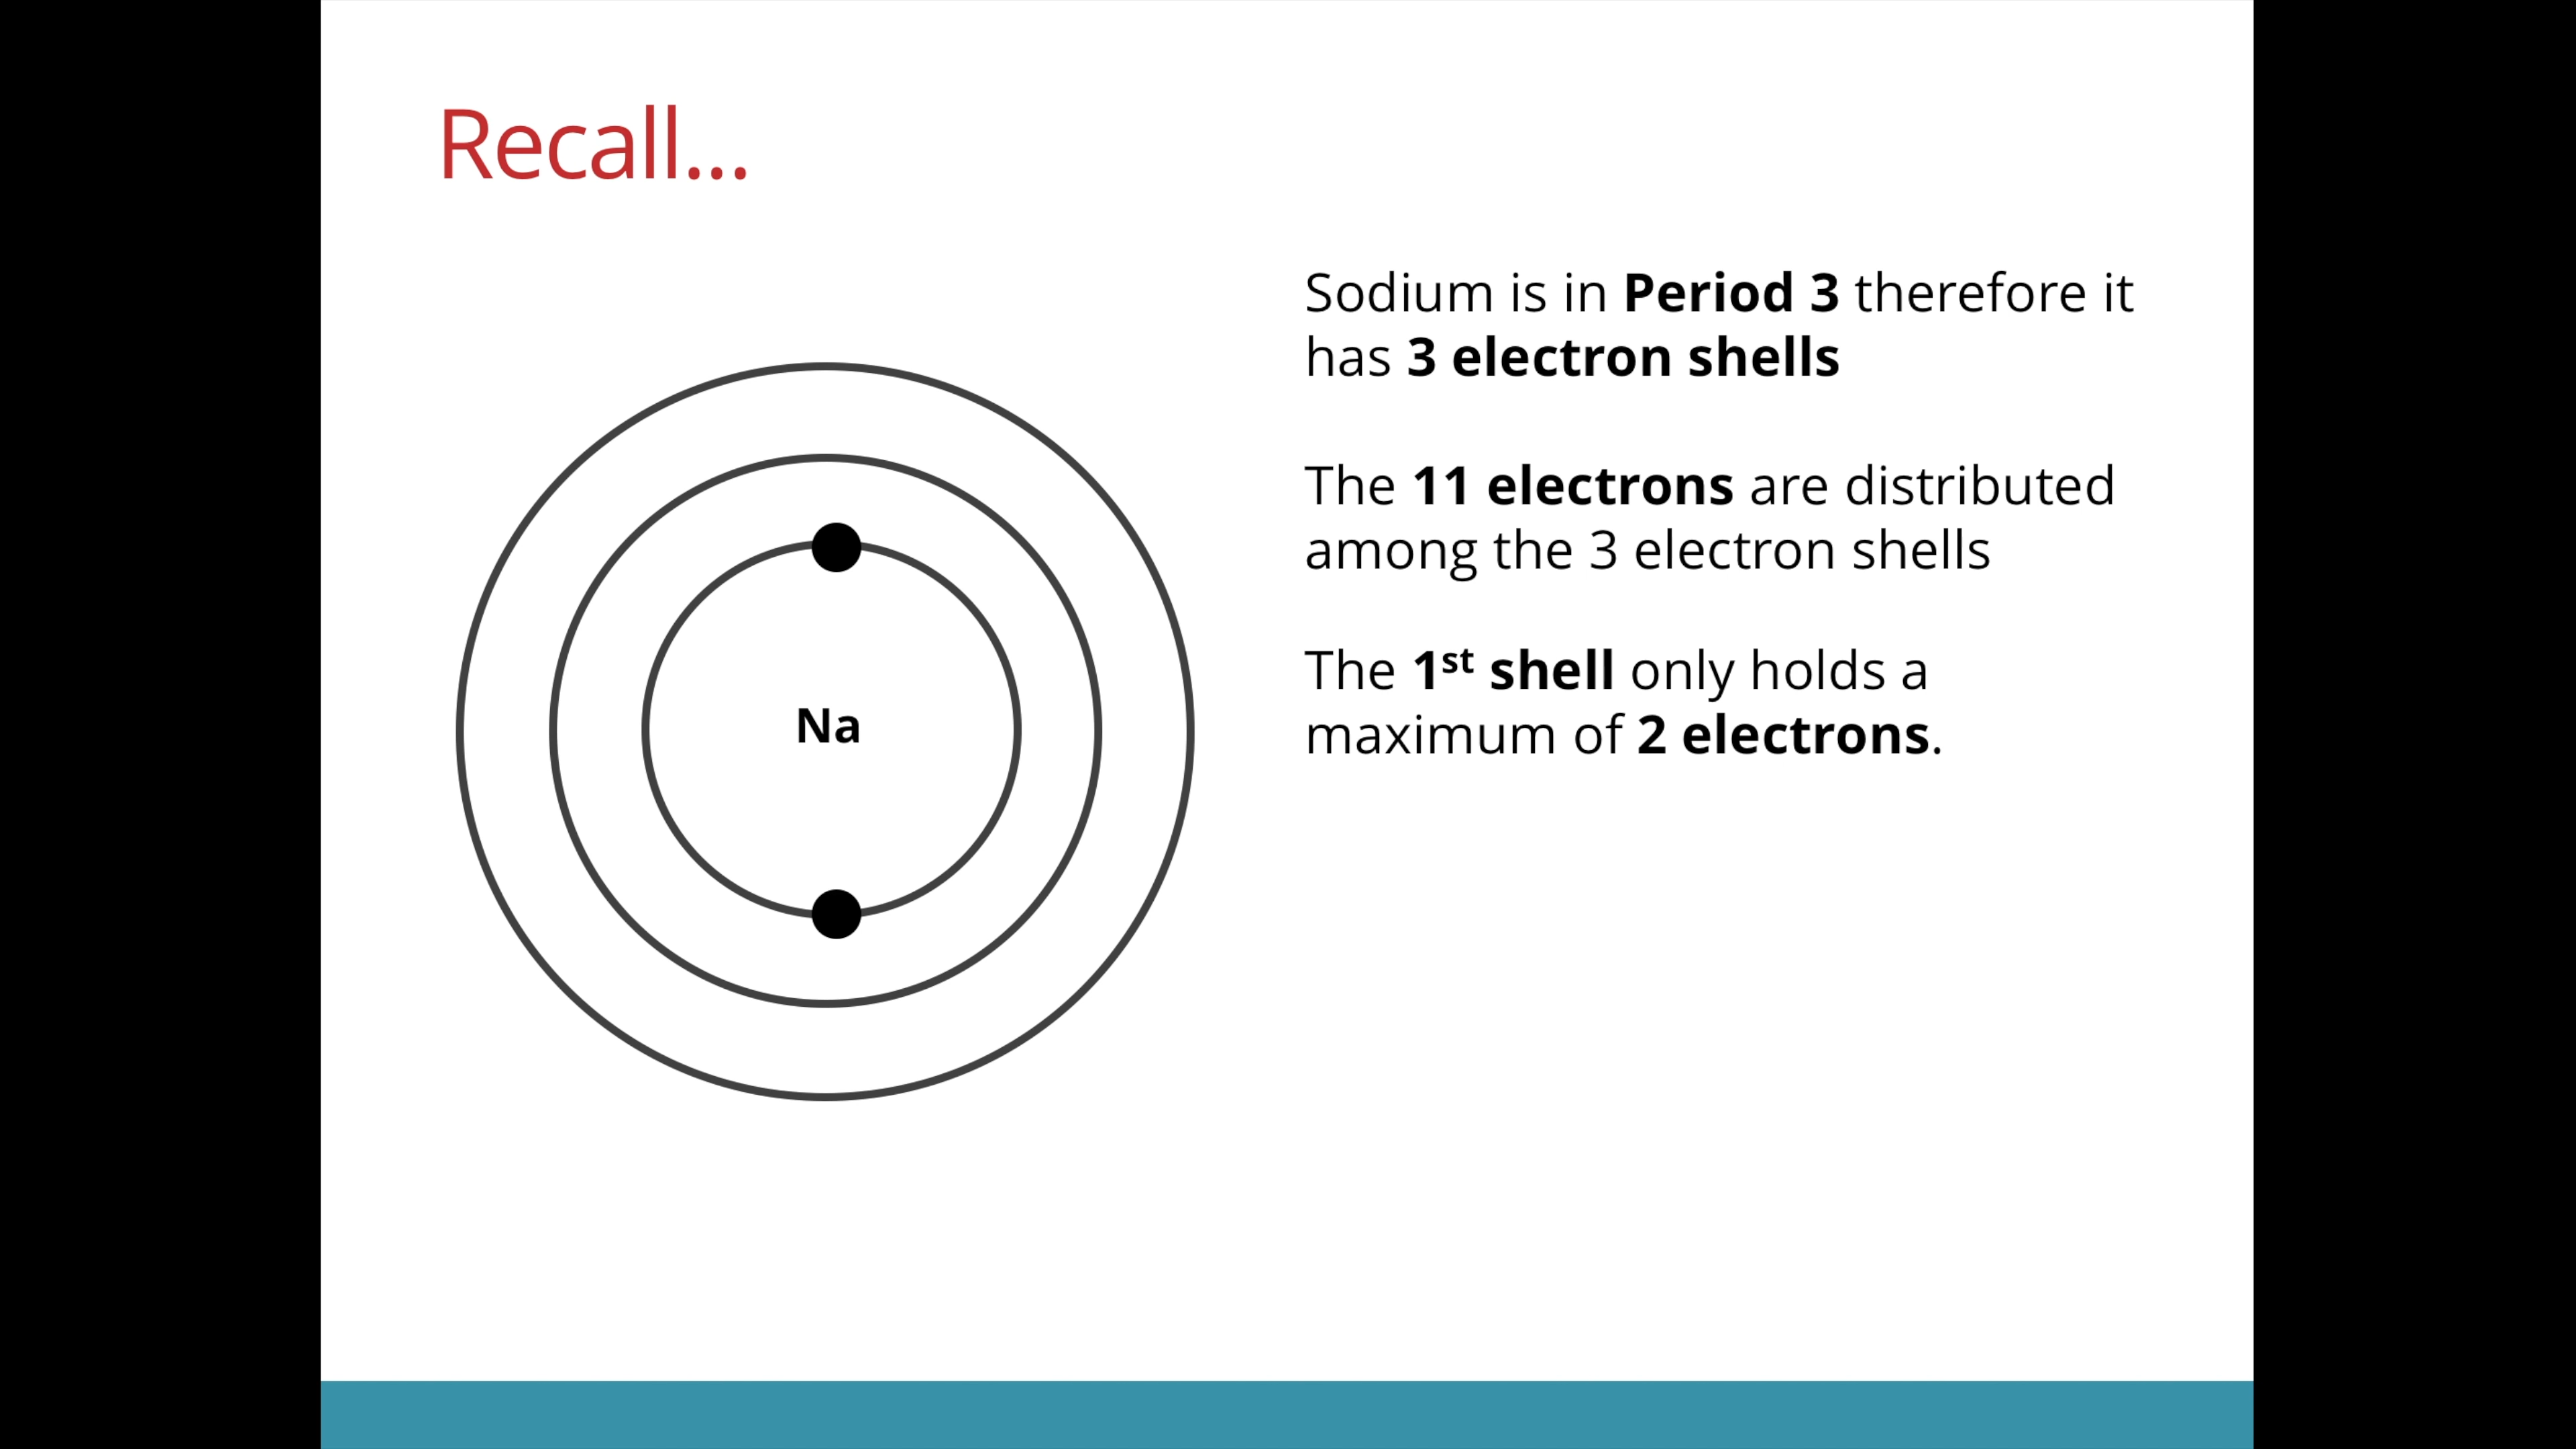 Recall...
Sodium is in Period 3 therefore it
has 3 electron shells
The 11 electrons are distributed
among the 3 electron shells
The 1st shell only holds a
maximum of 2 electrons.
Na